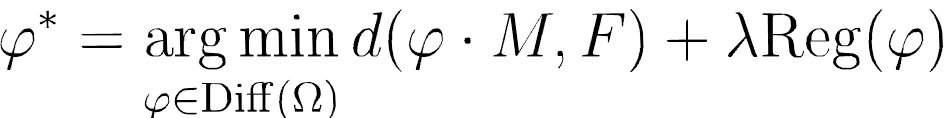 φ* = arg min d(φ · M, F) + λReg(φ)
φ∈Diff(Ω)